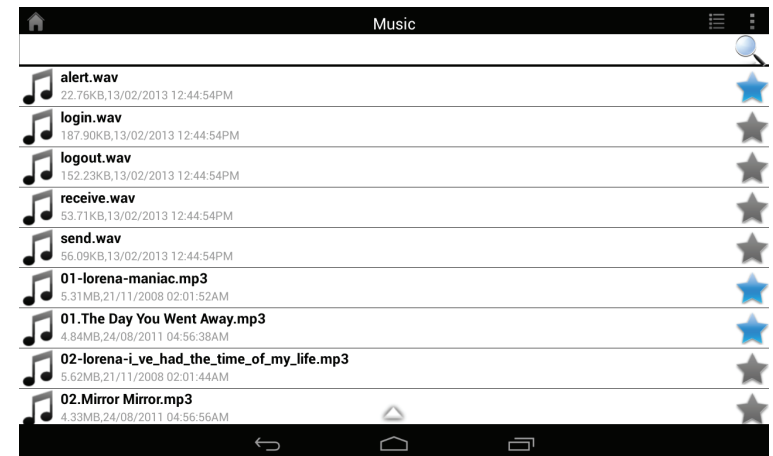 Music
alert.wav
22.76KB,13/02/2013 12:44:54PM
login.wav
187.90KB,13/02/2013 12:44:54PM
logout.wav
152.23KB,13/02/2013 12:44:54PM
receive.wav
53.71KB,13/02/2013 12:44:54PM
send.wav
56.09KB,13/02/2013 12:44:54PM
01-lorena-maniac.mp3
5.31MB,21/11/2008 02:01:52AM
01.The Day You Went Away.mp3
4.84MB,24/08/2011 04:56:38AM
02-lorena-i_ve_had_the_time_of_my_life.mp3
5.62MB,21/11/2008 02:01:44AM
02.Mirror Mirror.mp3
4.33MB,24/08/2011 04:56:56AM